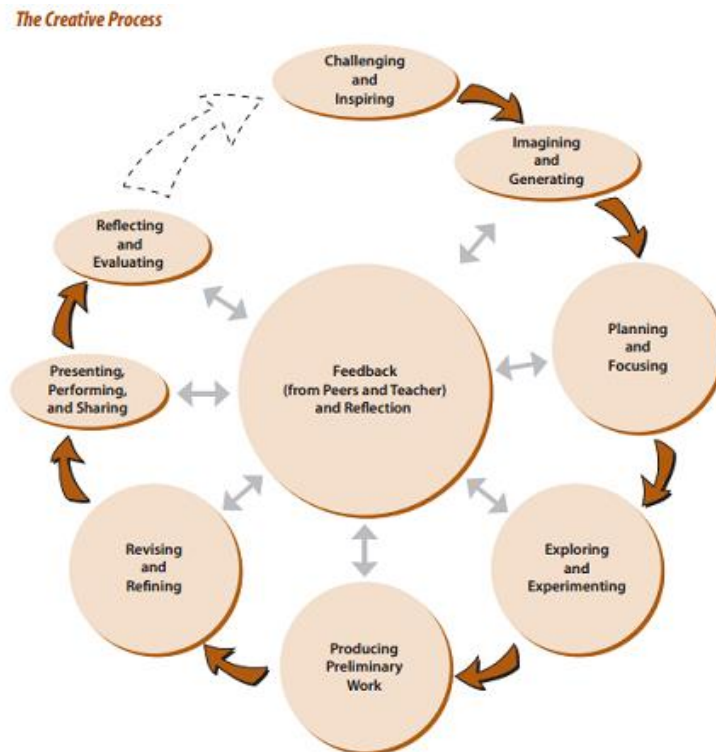 The Creative Process
Challenging
and
Inspiring
Imagining
and
Generating
Planning
and
Focusing
Exploring
and
Experimenting
Producing
Preliminary
Work
Revising
and
Refining
Presenting,
Performing,
and Sharing
Reflecting
and
Evaluating
Feedback
(from Peers and Teacher)
and Reflection